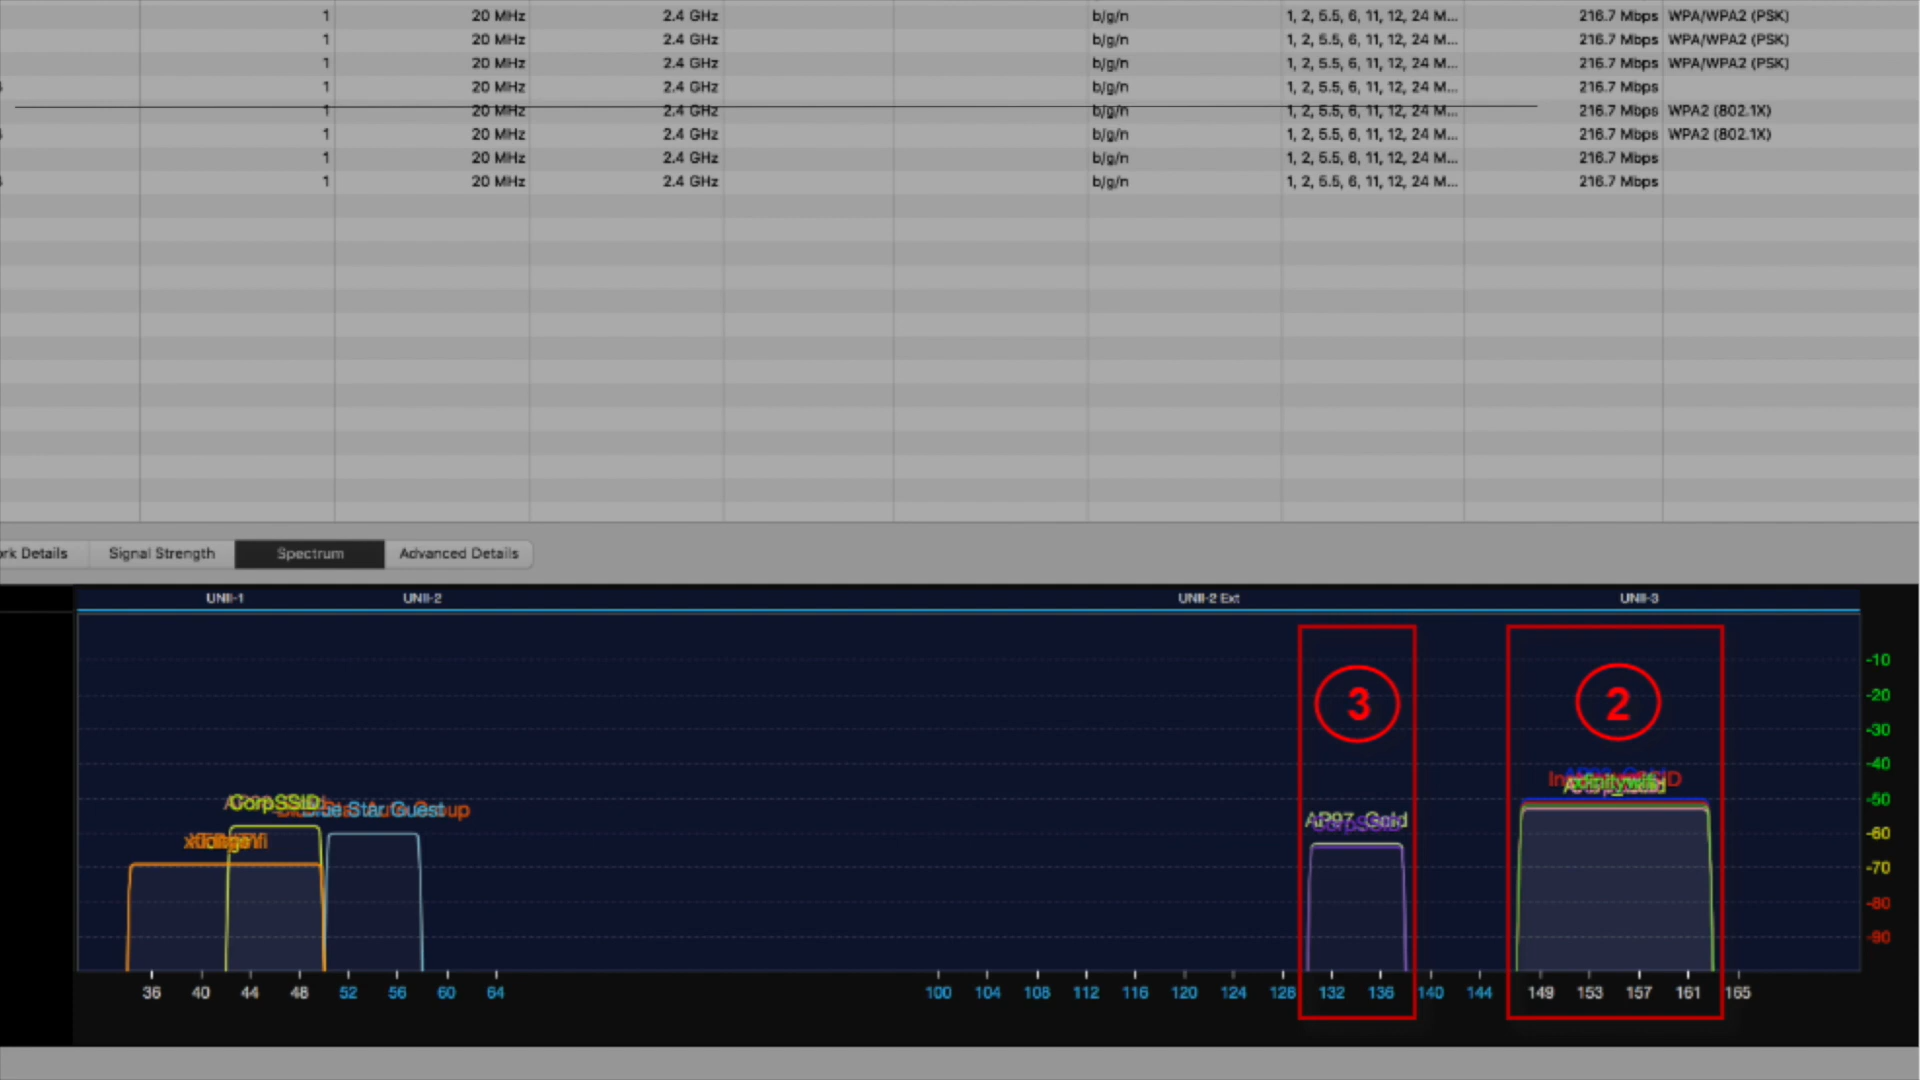 1 20 MHz 2.4 GHz b/g/n 1, 2, 5.5, 6, 11, 12, 24 M... 216.7 Mbps WPA/WPA2 (PSK)
1 20 MHz 2.4 GHz b/g/n 1, 2, 5.5, 6, 11, 12, 24 M... 216.7 Mbps WPA/WPA2 (PSK)
1 20 MHz 2.4 GHz b/g/n 1, 2, 5.5, 6, 11, 12, 24 M... 216.7 Mbps WPA/WPA2 (PSK)
1 20 MHz 2.4 GHz b/g/n 1, 2, 5.5, 6, 11, 12, 24 M... 216.7 Mbps
1 20 MHz 2.4 GHz b/g/n 1, 2, 5.5, 6, 11, 12, 24 M... 216.7 Mbps WPA2 (802.1X)
1 20 MHz 2.4 GHz b/g/n 1, 2, 5.5, 6, 11, 12, 24 M... 216.7 Mbps WPA2 (802.1X)
1 20 MHz 2.4 GHz b/g/n 1, 2, 5.5, 6, 11, 12, 24 M... 216.7 Mbps
1 20 MHz 2.4 GHz b/g/n 1, 2, 5.5, 6, 11, 12, 24 M... 216.7 Mbps
rk Details Signal Strength Spectrum Advanced Details
UNII-1 UNII-2 UNII-2 Ext UNII-3
-10
3 2
-20
-30
-40
-50
CorpSSID
Blue Star Guest
AP97_Gold
CorpSSID
-60
-70
-80
-90
36 40 44 48 52 56 60 64 100 104 108 112 116 120 124 128 132 136 140 144 149 153 157 161 165